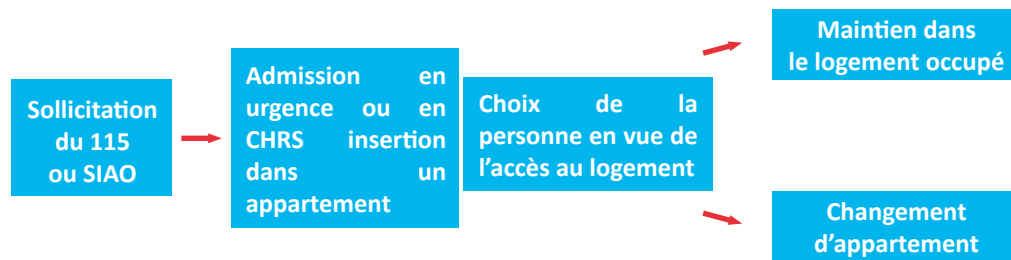 Sollicitation
du 115
ou SIAO
Admission en
urgence ou en
CHRS insertion
dans un
appartement
Choix de la
personne en vue de
l’accès au logement
Maintien dans
le logement occupé
Changement
d’appartement